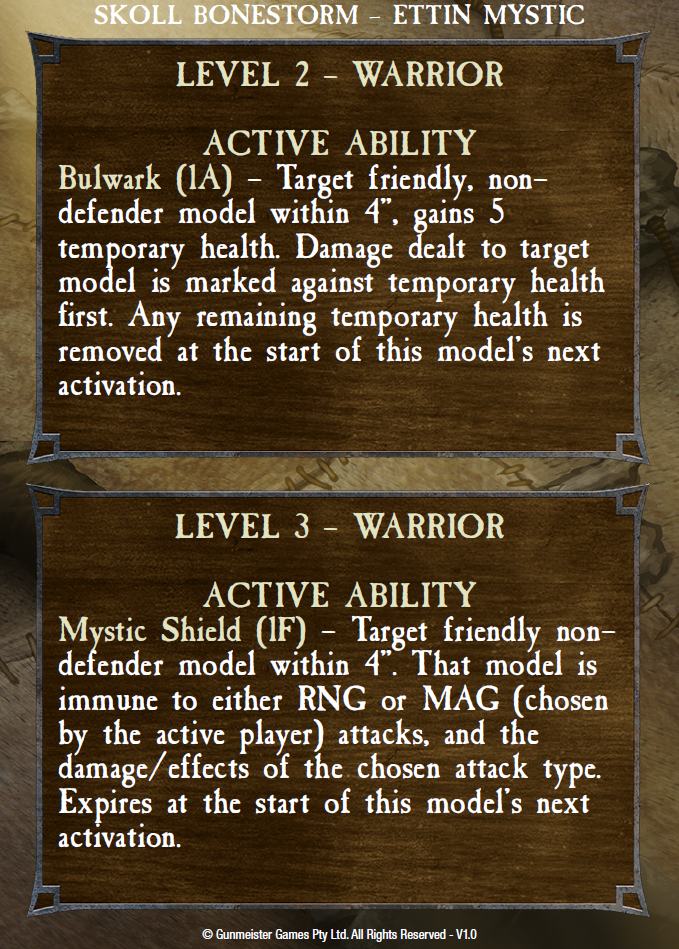 SKOLL BONESTORM – ETTIN MYSTIC
LEVEL 2 – WARRIOR
ACTIVE ABILITY
Bulwark (1A) – Target friendly, non-
defender model within 4”, gains 5
temporary health. Damage dealt to target
model is marked against temporary health
first. Any remaining temporary health is
removed at the start of this model’s next
activation.
LEVEL 3 – WARRIOR
ACTIVE ABILITY
Mystic Shield (1F) – Target friendly non-
defender model within 4”. That model is
immune to either RNG or MAG (chosen
by the active player) attacks, and the
damage/effects of the chosen attack type.
Expires at the start of this model’s next
activation.
© Gunmeister Games Pty Ltd. All Rights Reserved - V1.0